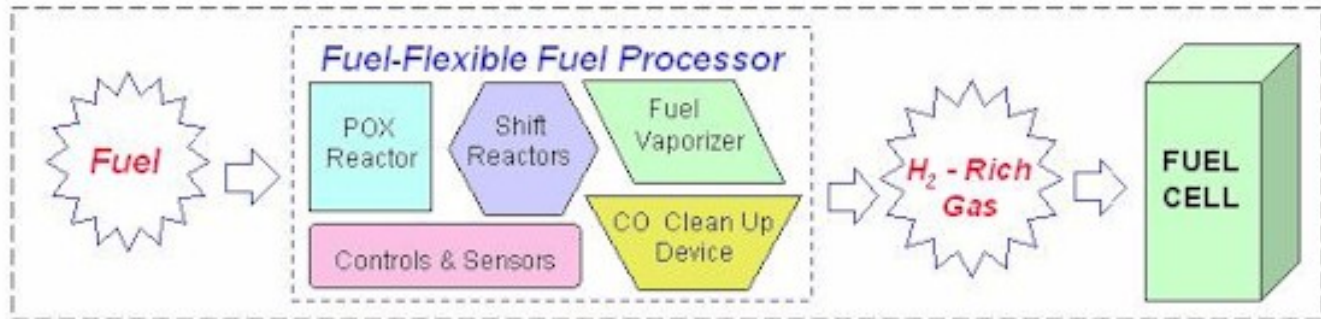 Fuel
Fuel-Flexible Fuel Processor
POX
Reactor
Shift
Reactors
Fuel
Vaporizer
Controls & Sensors
CO Clean Up
Device
H2 - Rich
Gas
FUEL
CELL